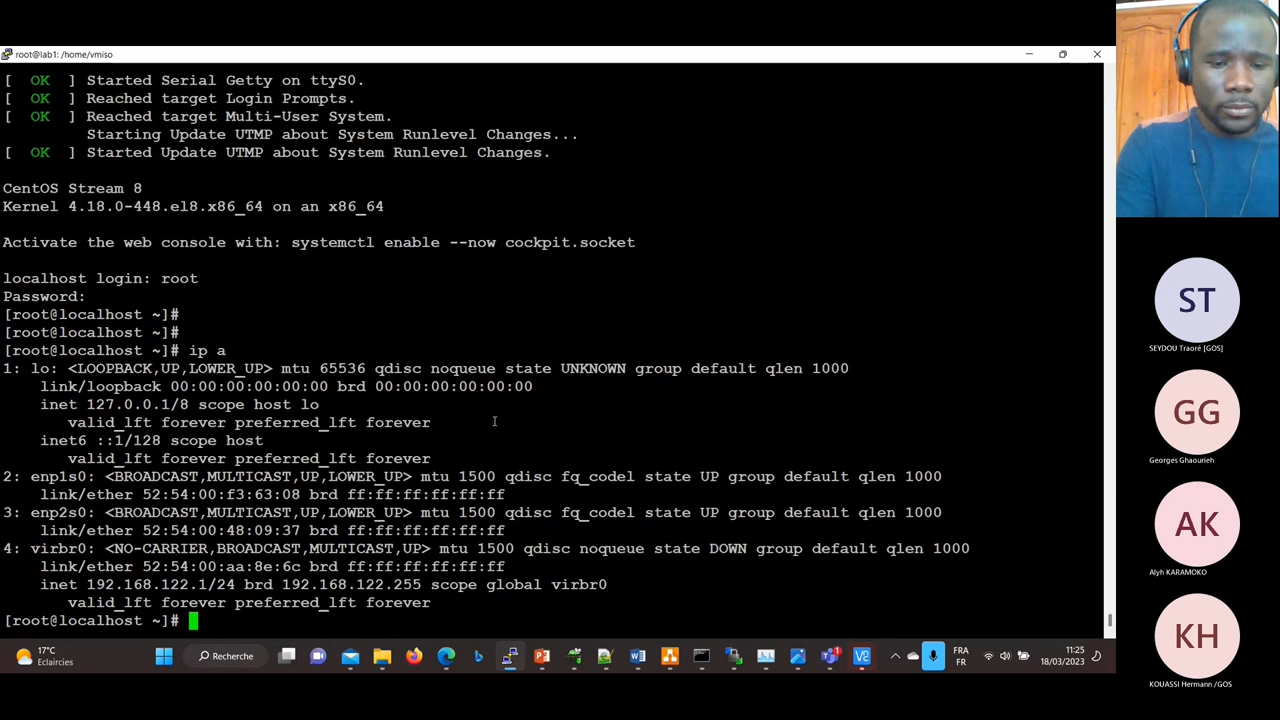 root@lab1: /home/vmiso
[  OK  ] Started Serial Getty on ttyS0.
[  OK  ] Reached target Login Prompts.
[  OK  ] Reached target Multi-User System.
Starting Update UTMP about System Runlevel Changes...
[  OK  ] Started Update UTMP about System Runlevel Changes.
CentOS Stream 8
Kernel 4.18.0-448.el8.x86_64 on an x86_64
Activate the web console with: systemctl enable --now cockpit.socket
localhost login: root
Password:
[root@localhost ~]#
[root@localhost ~]#
[root@localhost ~]# ip a
1: lo: <LOOPBACK,UP,LOWER_UP> mtu 65536 qdisc noqueue state UNKNOWN group default qlen 1000
link/loopback 00:00:00:00:00:00 brd 00:00:00:00:00:00
inet 127.0.0.1/8 scope host lo
valid_lft forever preferred_lft forever
inet6 ::1/128 scope host
valid_lft forever preferred_lft forever
2: enp1s0: <BROADCAST,MULTICAST,UP,LOWER_UP> mtu 1500 qdisc fq_codel state UP group default qlen 1000
link/ether 52:54:00:f3:63:08 brd ff:ff:ff:ff:ff:ff
3: enp2s0: <BROADCAST,MULTICAST,UP,LOWER_UP> mtu 1500 qdisc fq_codel state UP group default qlen 1000
link/ether 52:54:00:48:09:37 brd ff:ff:ff:ff:ff:ff
4: virbr0: <NO-CARRIER,BROADCAST,MULTICAST,UP> mtu 1500 qdisc noqueue state DOWN group default qlen 1000
link/ether 52:54:00:aa:8e:6c brd ff:ff:ff:ff:ff:ff
inet 192.168.122.1/24 brd 192.168.122.255 scope global virbr0
valid_lft forever preferred_lft forever
[root@localhost ~]#
17°C
Eclaircies
Recherche
FRA
FR
11:25
18/03/2023
ST
SEYDOU Traoré [GOS]
GG
Georges Ghaourieh
AK
Alyh KARAMOKO
KH
KOUASSI Hermann /GOS